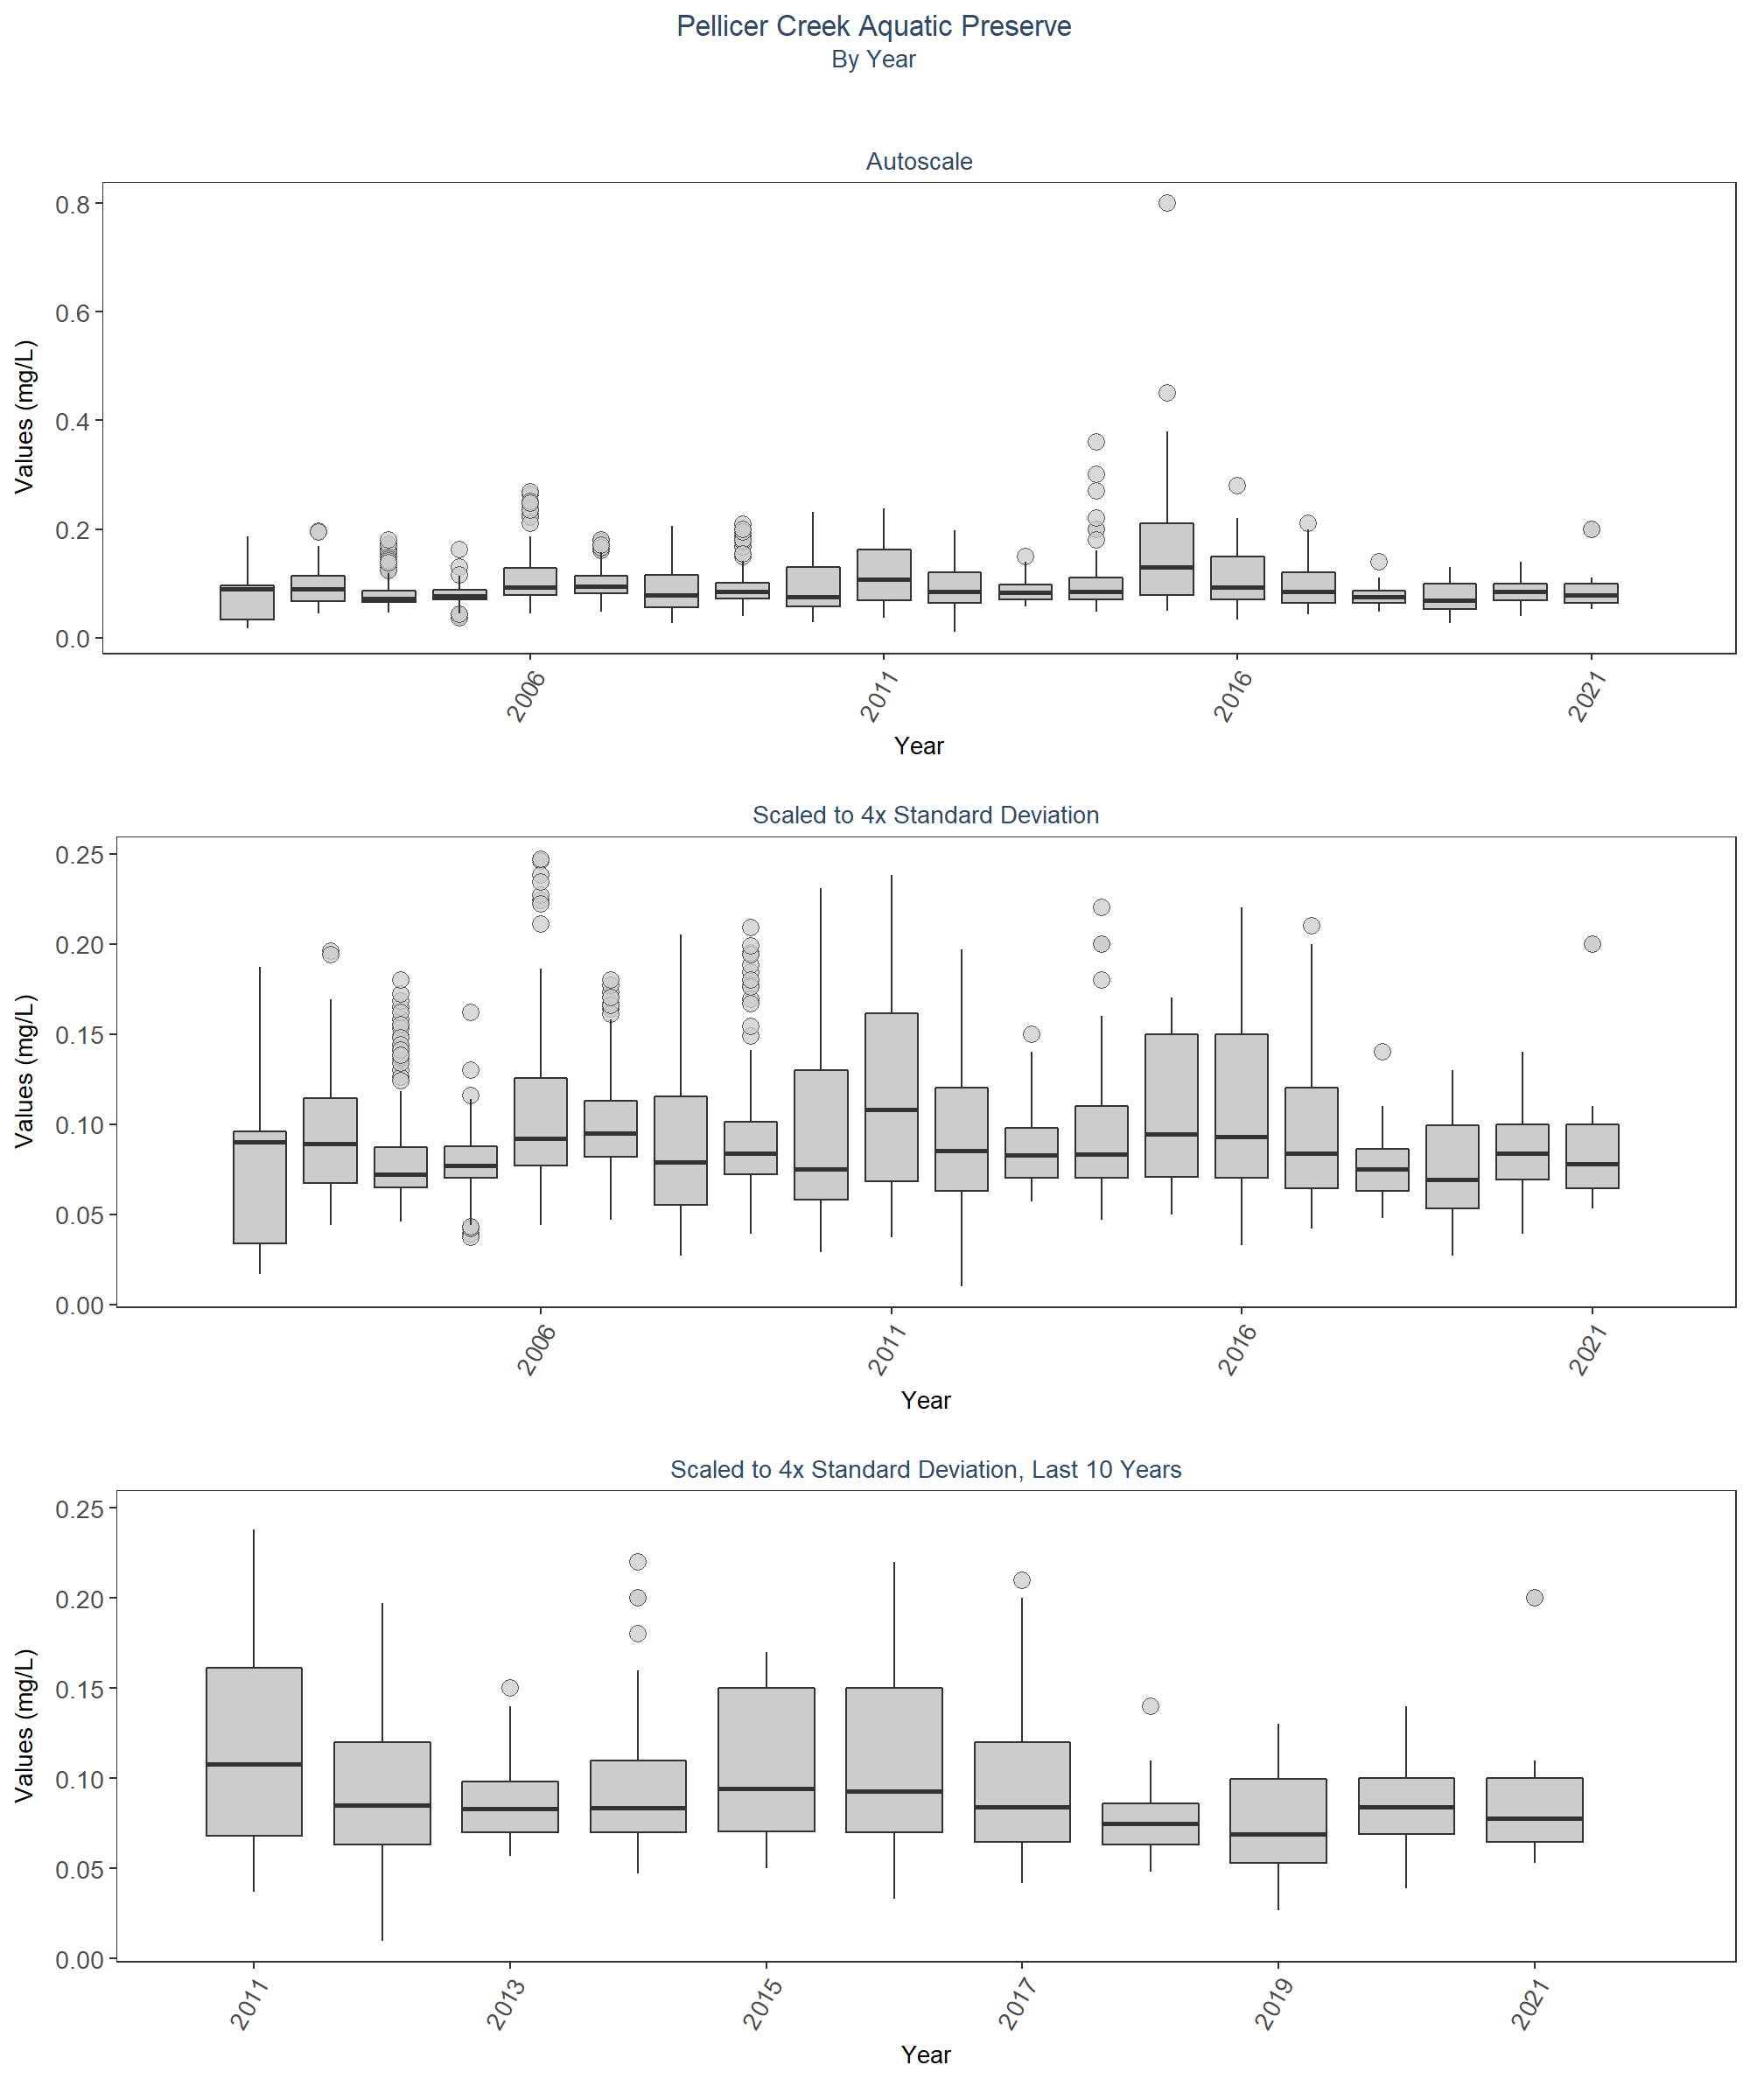 Pellicer Creek Aquatic Preserve
By Year
Autoscale
Values (mg/L)
0.8
0.6
0.4
0.2
0.0
2006 2011 2016 2021
Year
Scaled to 4x Standard Deviation
Values (mg/L)
0.25
0.20
0.15
0.10
0.05
0.00
2006 2011 2016 2021
Year
Scaled to 4x Standard Deviation, Last 10 Years
Values (mg/L)
0.25
0.20
0.15
0.10
0.05
0.00
2011 2013 2015 2017 2019 2021
Year